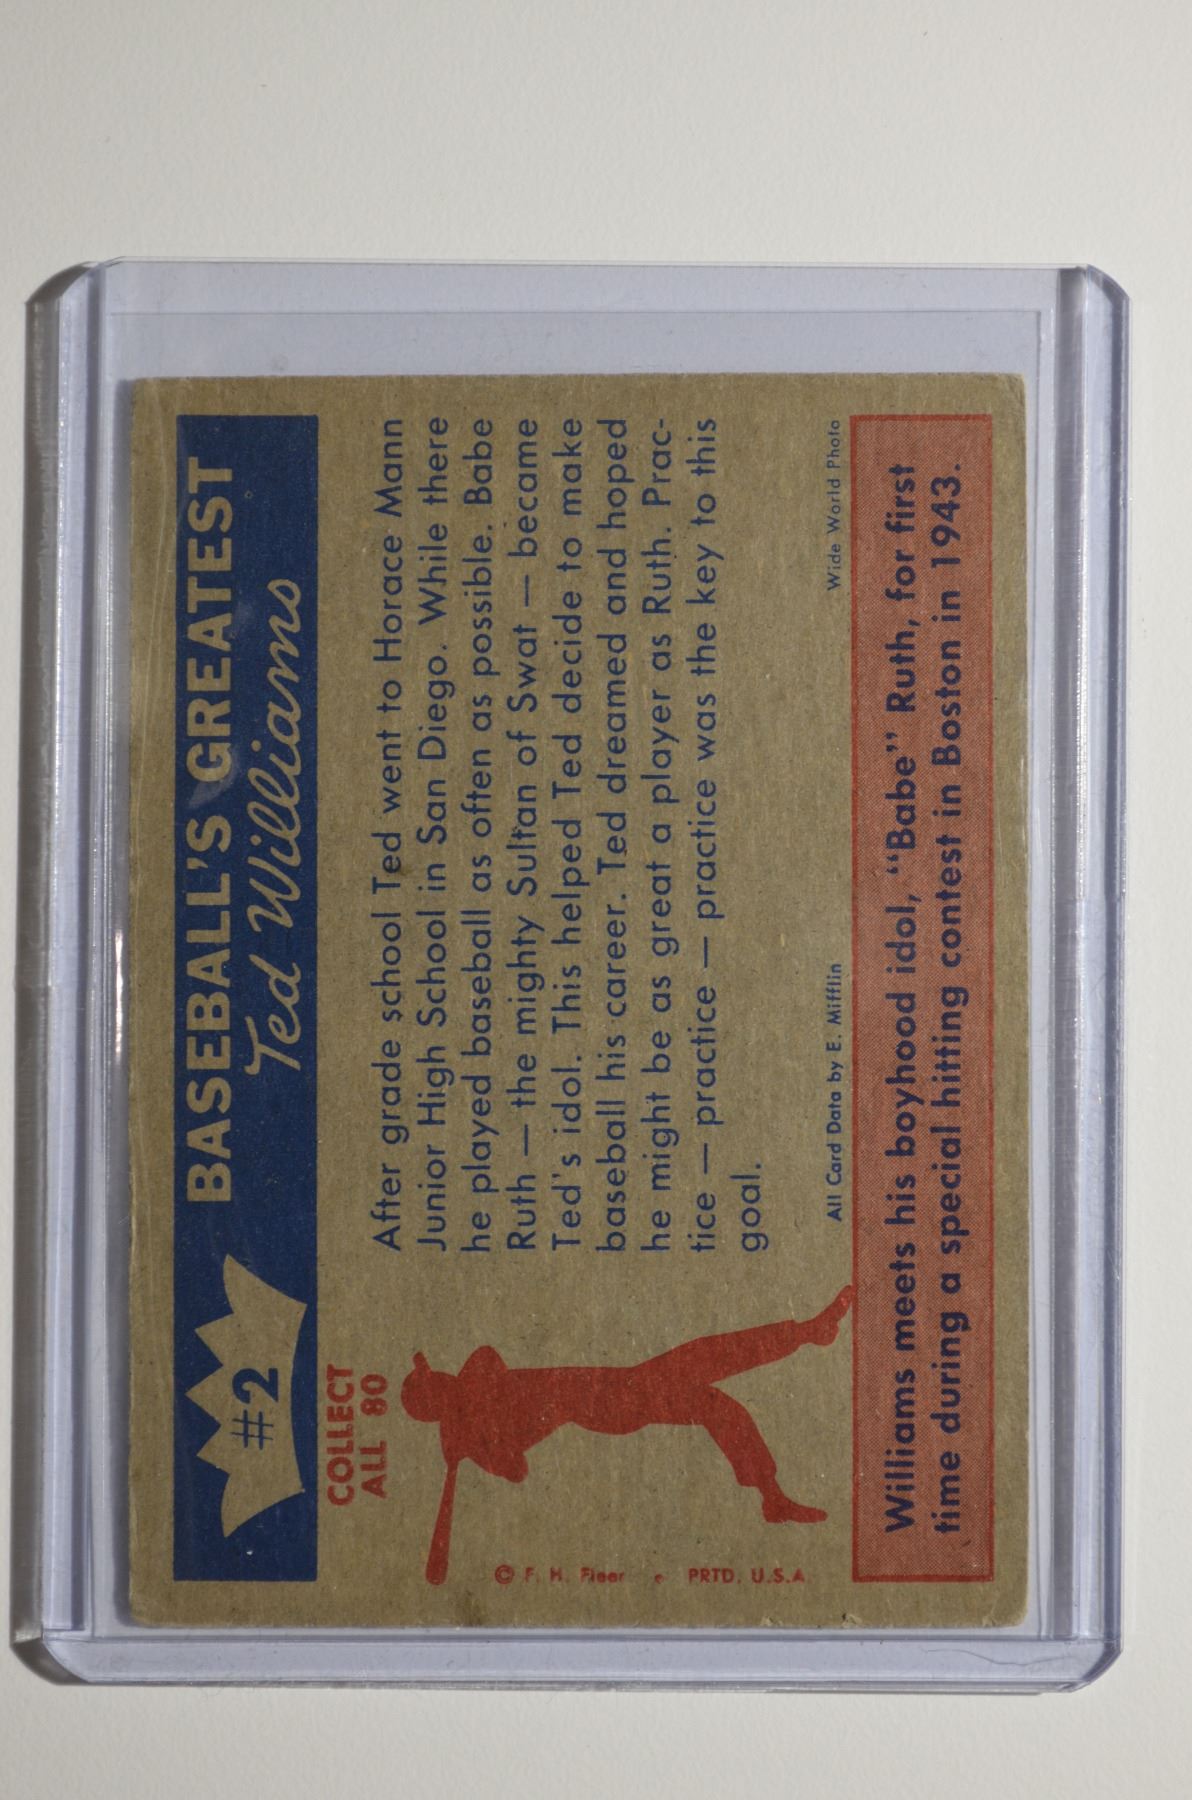 #2
BASEBALL'S GREATEST
Ted Williams
COLLECT
ALL 80
After grade school Ted went to Horace Mann
Junior High School in San Diego. While there
he played baseball as often as possible. Babe
Ruth — the mighty Sultan of Swat — became
Ted's idol. This helped Ted decide to make
baseball his career. Ted dreamed and hoped
he might be as great a player as Ruth. Prac-
tice — practice — practice was the key to this
goal.
© F. H. Fleer • PRTD. U.S.A
All Card Data by E. Mifflin
Wide World Photo
Williams meets his boyhood idol, "Babe" Ruth, for first
time during a special hitting contest in Boston in 1943.